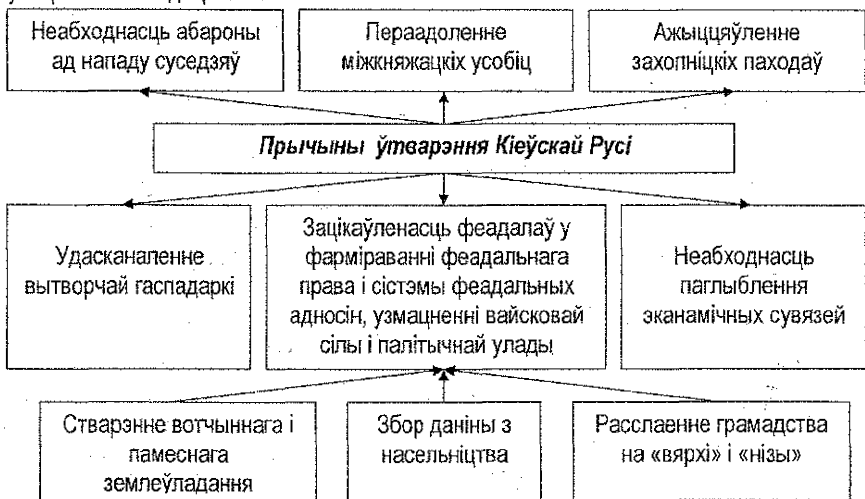 Неабходнасць абароны
ад нападу суседзяў
Пераадоленне
міжкняжацкіх усобіц
Ажыццяўленне
захопніцкіх паходаў
Прычыны ўтварэння Кіеўскай Русі
Удасканаленне
вытворчай гаспадаркі
Зацікаўленасць феадалаў у
фарміраванні феадальнага
права і сістэмы феадальных
адносін, узмацненні вайсковай
сілы і палітычнай улады
Неабходнасць
паглыблення
эканамічных сувязей
Стварэнне вотчыннага і
памеснага
землеўладання
Збор даніны з
насельніцтва
Расслаенне грамадства
на «вярхі» і «нізы»